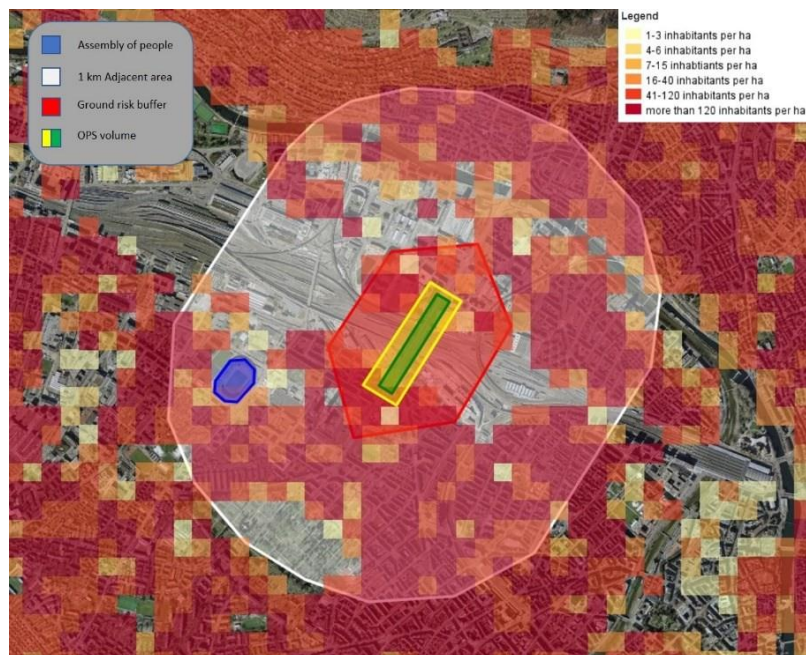 Assembly of people
1 km Adjacent area
Ground risk buffer
OPS volume
Legend
1-3 inhabitants per ha
4-6 inhabitants per ha
7-15 inhabtiants per ha
16-40 inhabitants per ha
41-120 inhabitants per ha
more than 120 inhabitants per ha